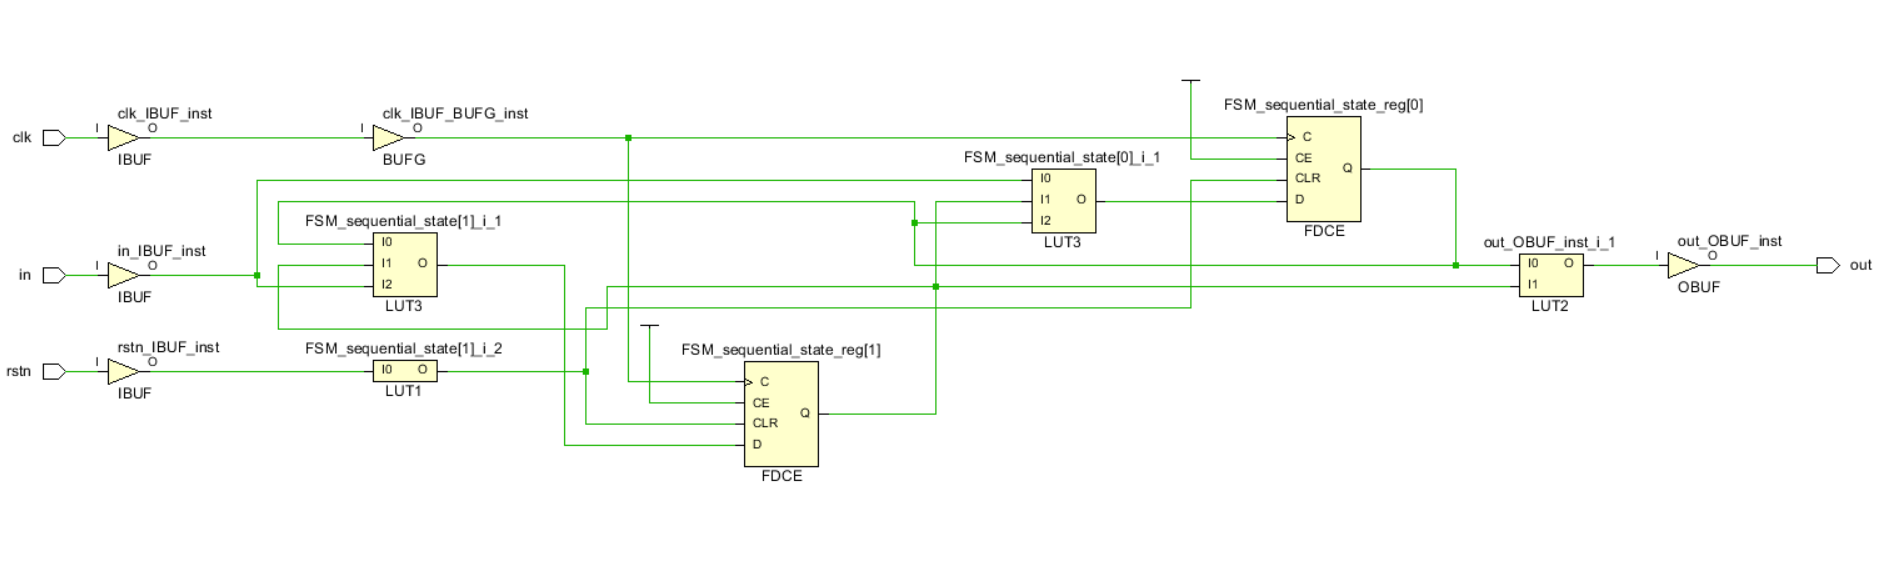 clk
I
clk_IBUF_inst
O
IBUF
I
clk_IBUF_BUFG_inst
O
BUFG
in
I
in_IBUF_inst
O
IBUF
rstn
I
rstn_IBUF_inst
O
IBUF
FSM_sequential_state[1]_i_1
I0
I1
I2
O
LUT3
FSM_sequential_state[1]_i_2
I0
O
LUT1
FSM_sequential_state_reg[1]
C
CE
CLR
D
Q
FDCE
FSM_sequential_state[0]_i_1
I0
I1
I2
O
LUT3
FSM_sequential_state_reg[0]
C
CE
CLR
D
Q
FDCE
out_OBUF_inst_i_1
I0
I1
O
LUT2
I
out_OBUF_inst
O
OBUF
out